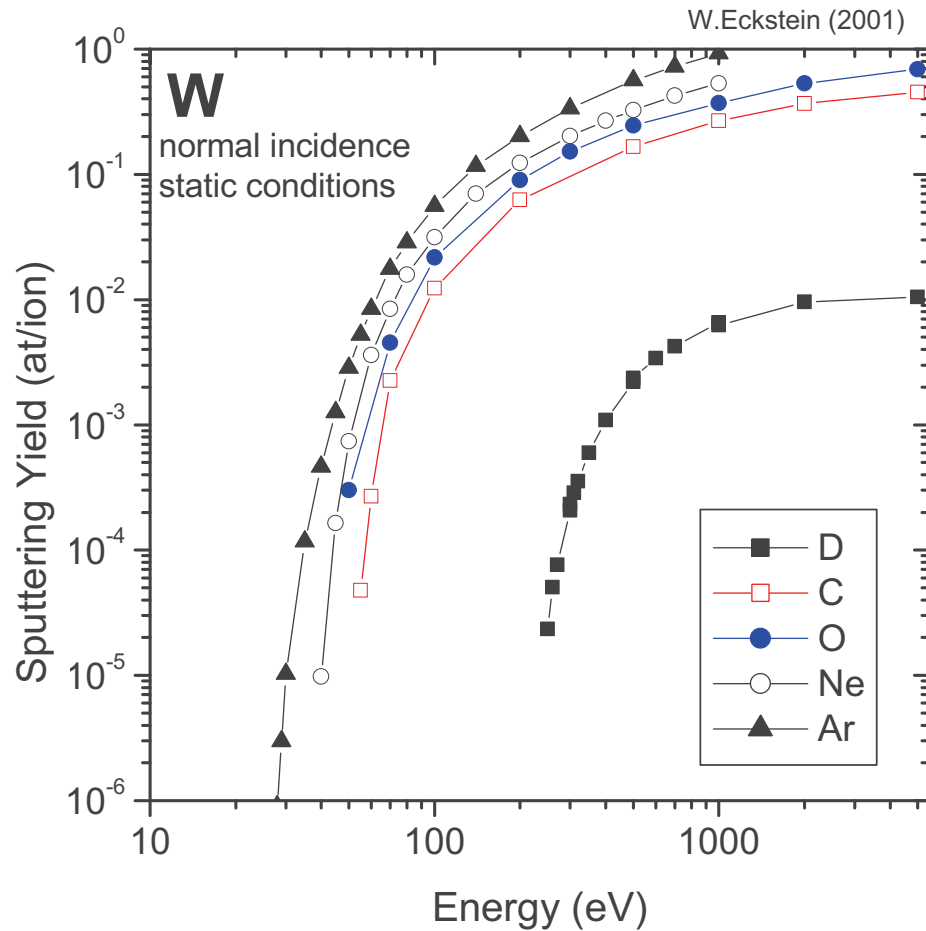 W.Eckstein (2001)
W
normal incidence
static conditions
Sputtering Yield (at/ion)
10^0
10^-1
10^-2
10^-3
10^-4
10^-5
10^-6
D
C
O
Ne
Ar
10
100
1000
Energy (eV)